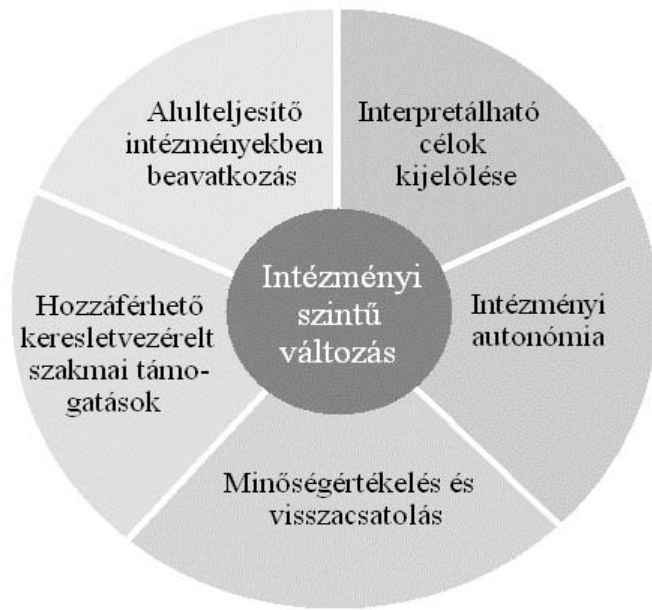 Alulteljesítő
intézményekben
beavatkozás
Interpretálható
célok
kijelölése
Hozzáférhető
keresletvezérelt
szakmai támo-
gatások
Intézményi
szintű
változás
Intézményi
autonómia
Minőségértékelés és
visszacsatolás